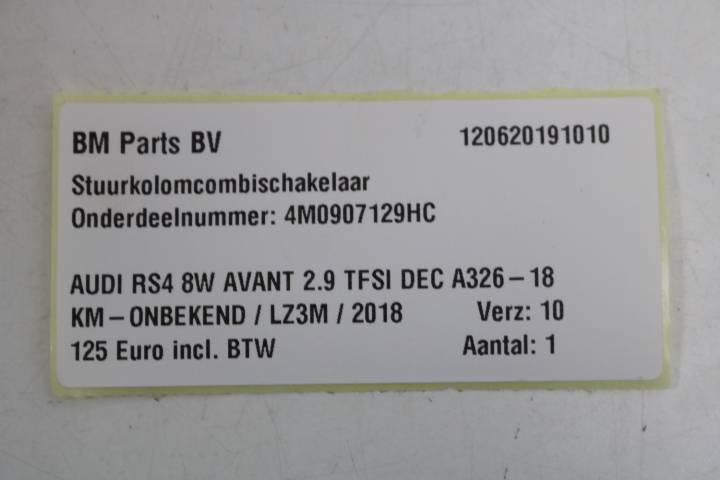 BM Parts BV 120620191010
Stuurkolomcombischakelaar
Onderdeelnummer: 4M0907129HC
AUDI RS4 8W AVANT 2.9 TFSI DEC A326-18
KM-ONBEKEND / LZ3M / 2018 Verz: 10
125 Euro incl. BTW Aantal: 1